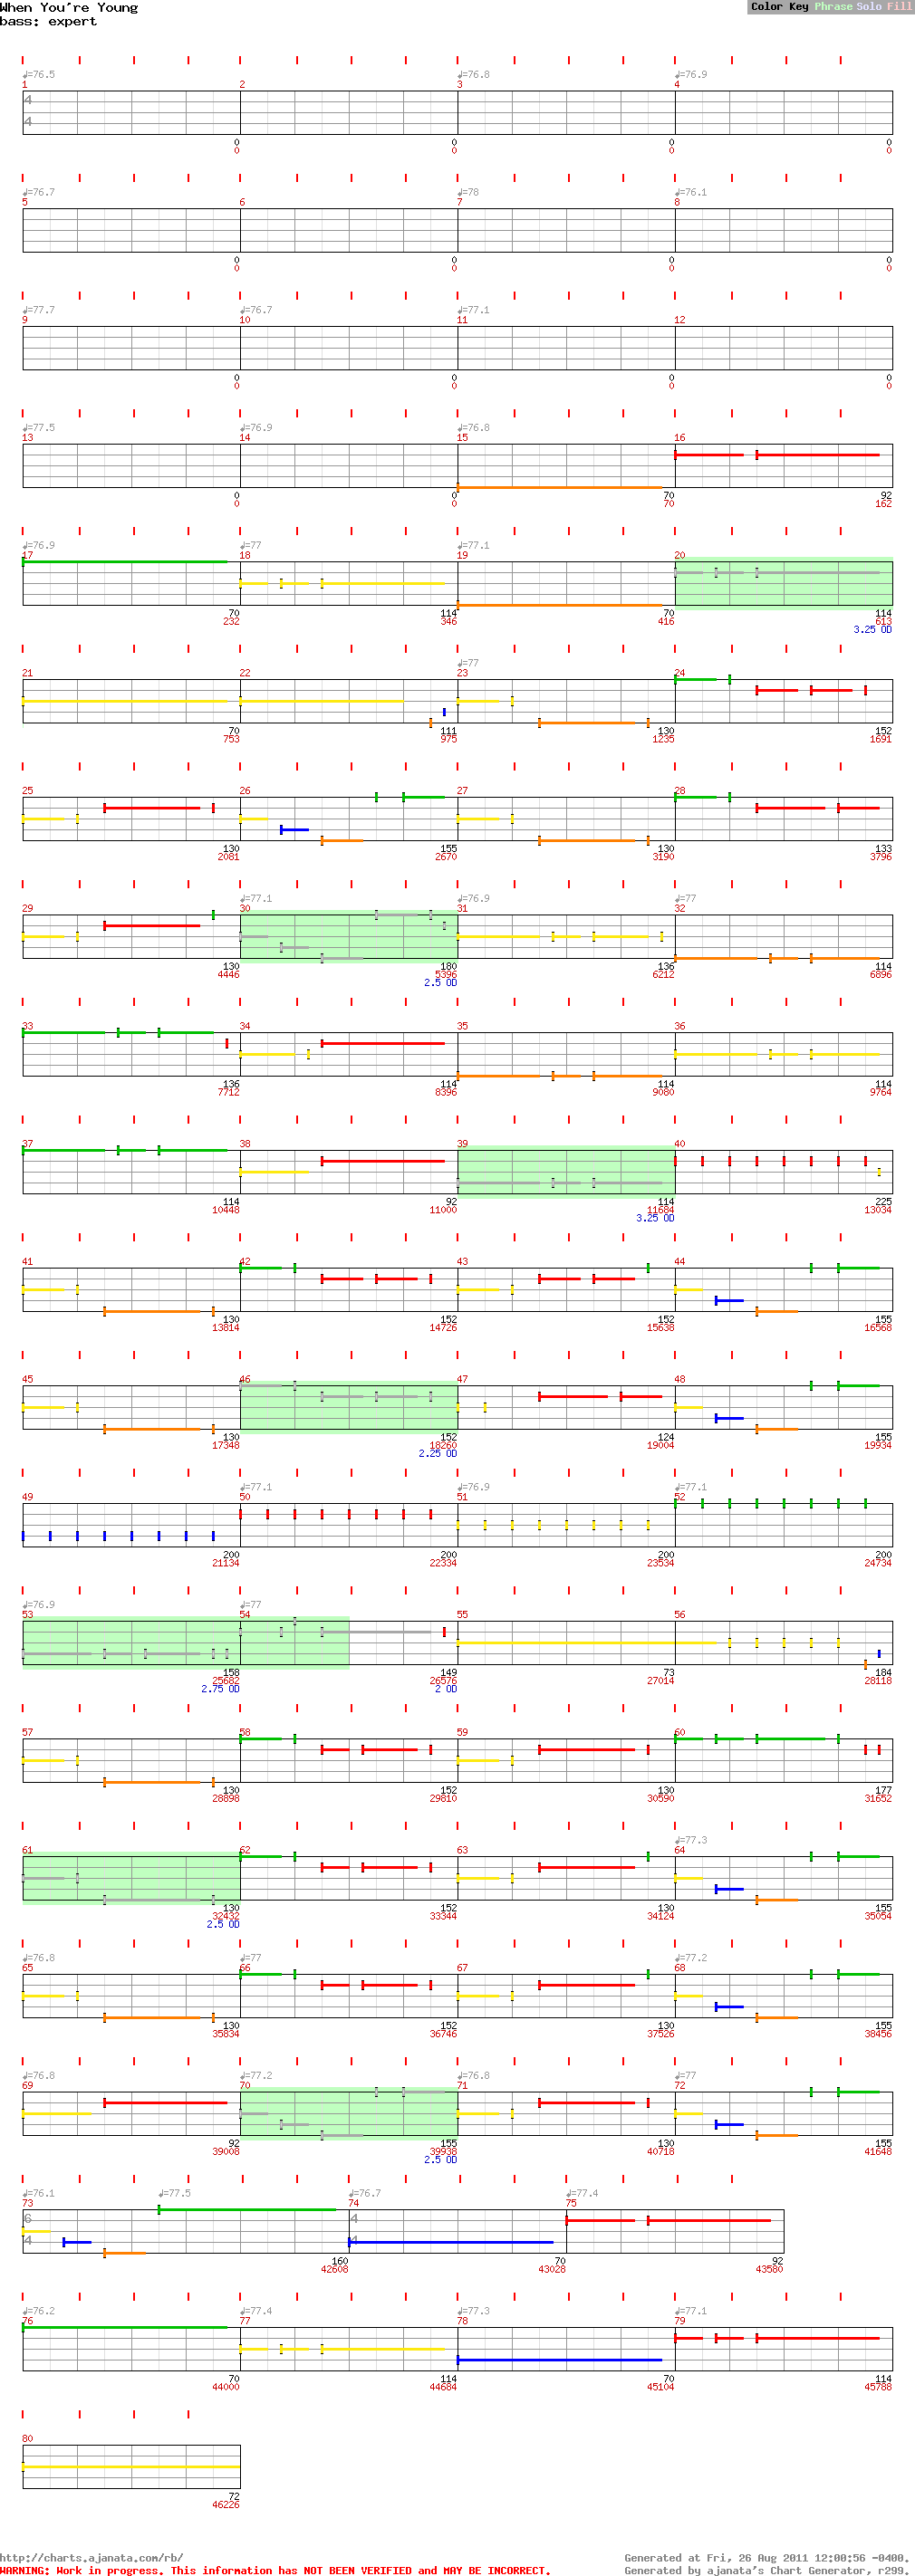 When You're Young
bass: expert
Color Key Phrase Solo Fill
♩=76.5 ♩=76.8 ♩=76.9
1 2 3 4
4
4
0 0 0 0
0 0 0 0
♩=76.7 ♩=78 ♩=76.1
5 6 7 8
0 0 0 0
0 0 0 0
♩=77.7 ♩=76.7 ♩=77.1
9 10 11 12
0 0 0 0
0 0 0 0
♩=77.5 ♩=76.9 ♩=76.8
13 14 15 16
0 0 70 92
0 0 70 162
♩=76.9 ♩=77 ♩=77.1
17 18 19 20
70 114 70 114
232 346 416 613
3.25 OD
♩=77
21 22 23 24
70 111 130 152
753 975 1235 1691
25 26 27 28
130 155 130 133
2081 2670 3190 3796
♩=77.1 ♩=76.9 ♩=77
29 30 31 32
130 180 136 114
4446 5396 6212 6896
2.5 OD
33 34 35 36
136 114 114 114
7712 8396 9080 9764
37 38 39 40
114 92 114 225
10448 11000 11684 13034
3.25 OD
41 42 43 44
130 152 152 155
13814 14726 15638 16568
45 46 47 48
130 152 124 155
17348 18260 19004 19934
2.25 OD
♩=77.1 ♩=76.9 ♩=77.1
49 50 51 52
200 200 200 200
21134 22334 23534 24734
♩=76.9 ♩=77
53 54 55 56
158 149 73 184
25682 26576 27014 28118
2.75 OD 2 OD
57 58 59 60
130 152 130 177
28898 29810 30590 31652
♩=77.3
61 62 63 64
130 152 130 155
32432 33344 34124 35054
2.5 OD
♩=76.8 ♩=77 ♩=77.2
65 66 67 68
130 152 130 155
35834 36746 37526 38456
♩=76.8 ♩=77.2 ♩=76.8 ♩=77
69 70 71 72
92 155 130 155
39008 39938 40718 41648
2.5 OD
♩=76.1 ♩=77.5 ♩=76.7 ♩=77.4
73 74 75
6 4
4 4
160 70 92
42608 43028 43580
♩=76.2 ♩=77.4 ♩=77.3 ♩=77.1
76 77 78 79
70 114 70 114
44000 44684 45104 45788
80
72
46226
http://charts.ajanata.com/rb/ Generated at Fri, 26 Aug 2011 12:00:56 -0400.
WARNING: Work in progress. This information has NOT BEEN VERIFIED and MAY BE INCORRECT. Generated by ajanata's Chart Generator, r299.